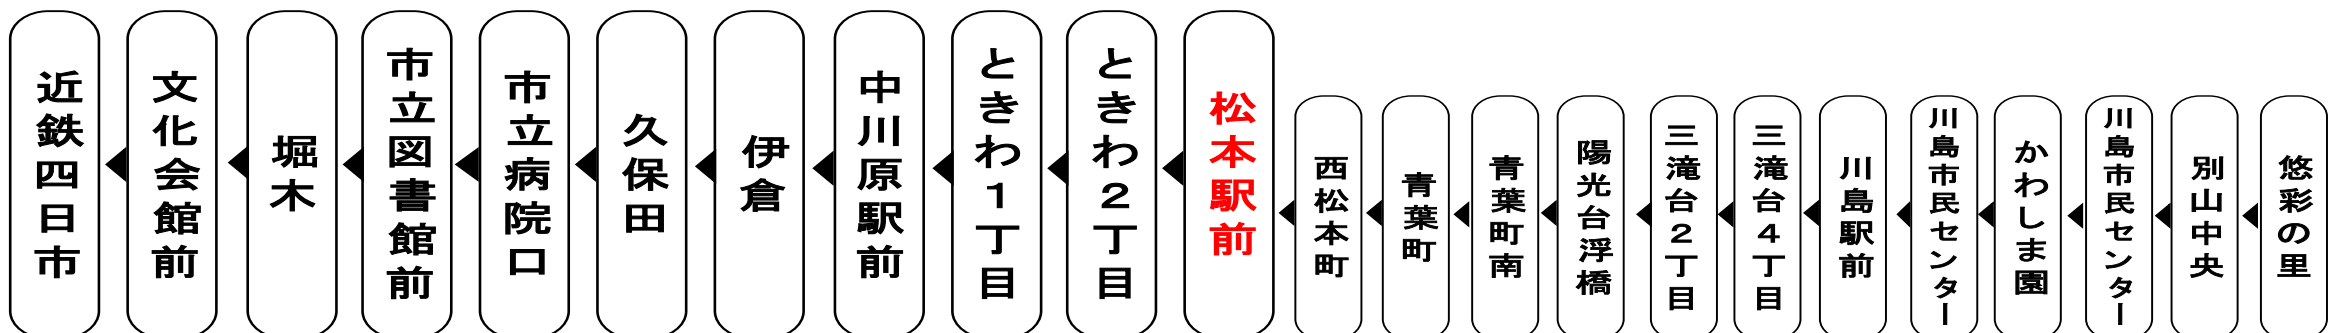 近鉄四日市
文化会館前
堀木
市立図書館前
市立病院口
久保田
伊倉
中川原駅前
ときわ1丁目
ときわ2丁目
松本駅前
西松本町
青葉町
青葉町南
陽光台浮橋
三滝台2丁目
三滝台4丁目
川島駅前
川島市民センター
かわしま園
川島市民センター
別山中央
悠彩の里